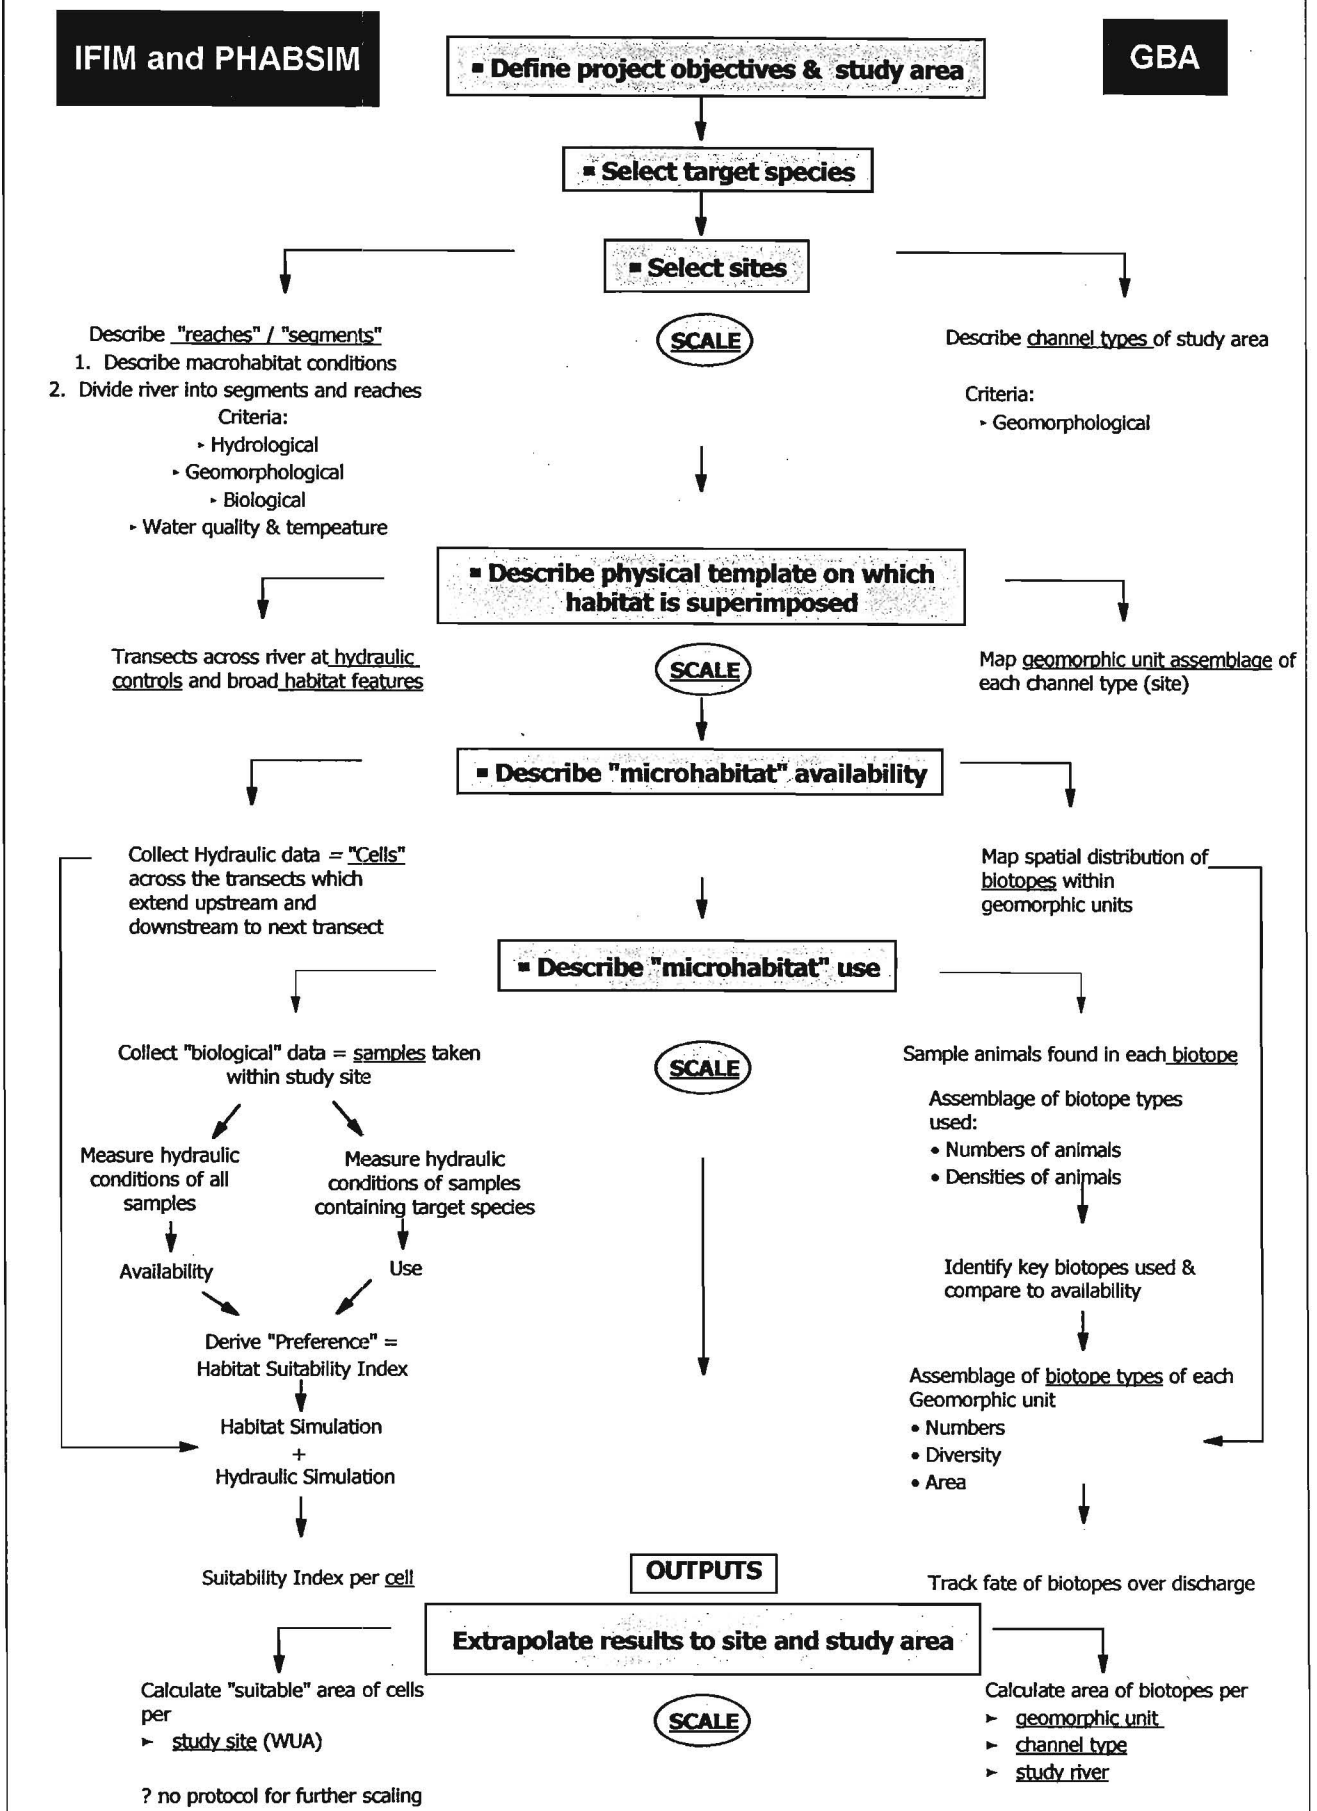 IFIM and PHABSIM
GBA
▪ Define project objectives & study area
▪ Select target species
▪ Select sites
Describe "reaches" / "segments"
1. Describe macrohabitat conditions
2. Divide river into segments and reaches
Criteria:
▸ Hydrological
▸ Geomorphological
▸ Biological
▸ Water quality & tempeature
SCALE
Describe channel types of study area
Criteria:
▸ Geomorphological
▪ Describe physical template on which
habitat is superimposed
Transects across river at hydraulic
controls and broad habitat features
SCALE
Map geomorphic unit assemblage of
each channel type (site)
▪ Describe "microhabitat" availability
Collect Hydraulic data = "Cells"
across the transects which
extend upstream and
downstream to next transect
Map spatial distribution of
biotopes within
geomorphic units
▪ Describe "microhabitat" use
Collect "biological" data = samples taken
within study site
SCALE
Sample animals found in each biotope
Assemblage of biotope types
used:
• Numbers of animals
• Densities of animals
Measure hydraulic
conditions of all
samples
Measure hydraulic
conditions of samples
containing target species
Availability
Use
Identify key biotopes used &
compare to availability
Derive "Preference" =
Habitat Suitability Index
Habitat Simulation
+
Hydraulic Simulation
Assemblage of biotope types of each
Geomorphic unit
• Numbers
• Diversity
• Area
Suitability Index per cell
OUTPUTS
Track fate of biotopes over discharge
Extrapolate results to site and study area
Calculate "suitable" area of cells
per
➢ study site (WUA)
? no protocol for further scaling
SCALE
Calculate area of biotopes per
➢ geomorphic unit
➢ channel type
➢ study river